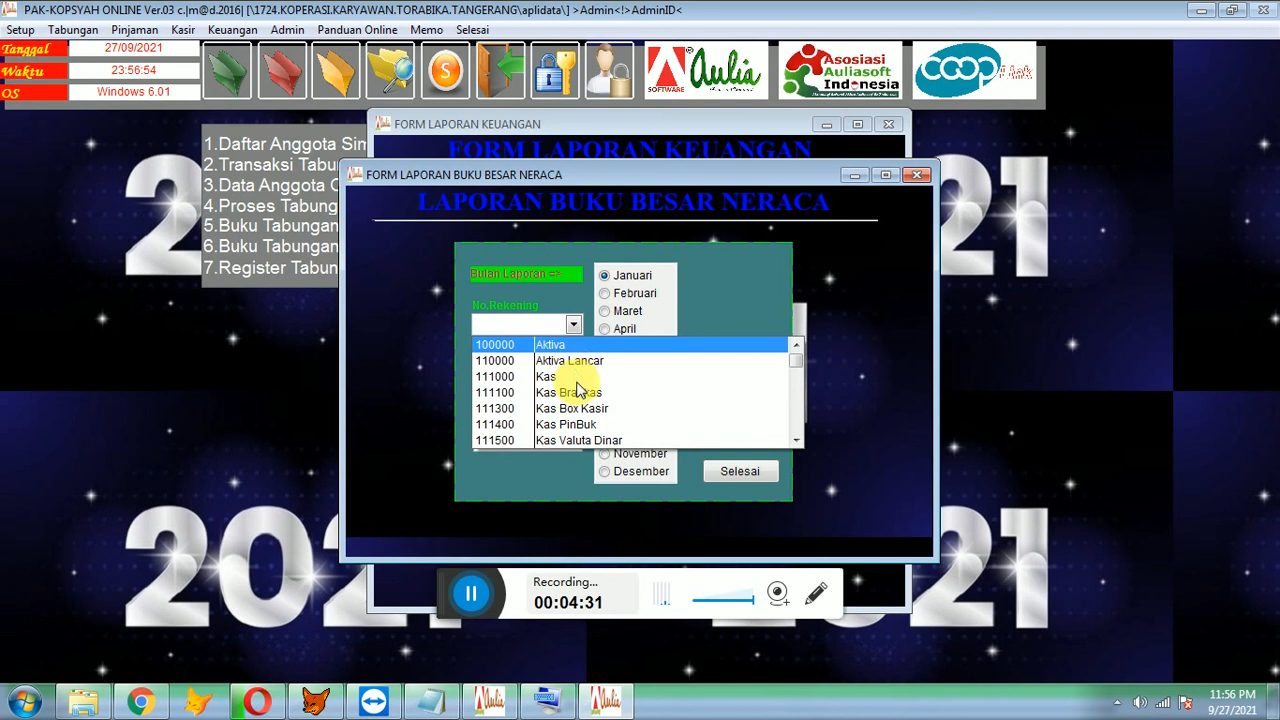 PAK-KOPSYAH ONLINE Ver.03 c.|m@d.2016| [\1724.KOPERASI.KARYAWAN.TORABIKA.TANGERANG\aplidata\] >Admin<!>AdminID<
Setup Tabungan Pinjaman Kasir Keuangan Admin Panduan Online Memo Selesai
Tanggal 27/09/2021
Waktu 23:56:54
OS Windows 6.01
S
SOFTWARE Aulia
Asosiasi
Auliasoft
Indonesia
COOP
1.Daftar Anggota Sim
2.Transaksi Tabu
3.Data Anggota
4.Proses Tabung
5.Buku Tabungan
6.Buku Tabungan
7.Register Tabun
FORM LAPORAN KEUANGAN
FORM LAPORAN KEUANGAN
FORM LAPORAN BUKU BESAR NERACA
LAPORAN BUKU BESAR NERACA
Bulan Laporan =>
Januari
Februari
No.Rekening
Maret
April
100000 Aktiva
110000 Aktiva Lancar
111000 Kas
111100 Kas Brankas
111300 Kas Box Kasir
111400 Kas PinBuk
111500 Kas Valuta Dinar
November
Desember
Selesai
2021
2021
2021
2021
Recording...
00:04:31
11:56 PM
9/27/2021